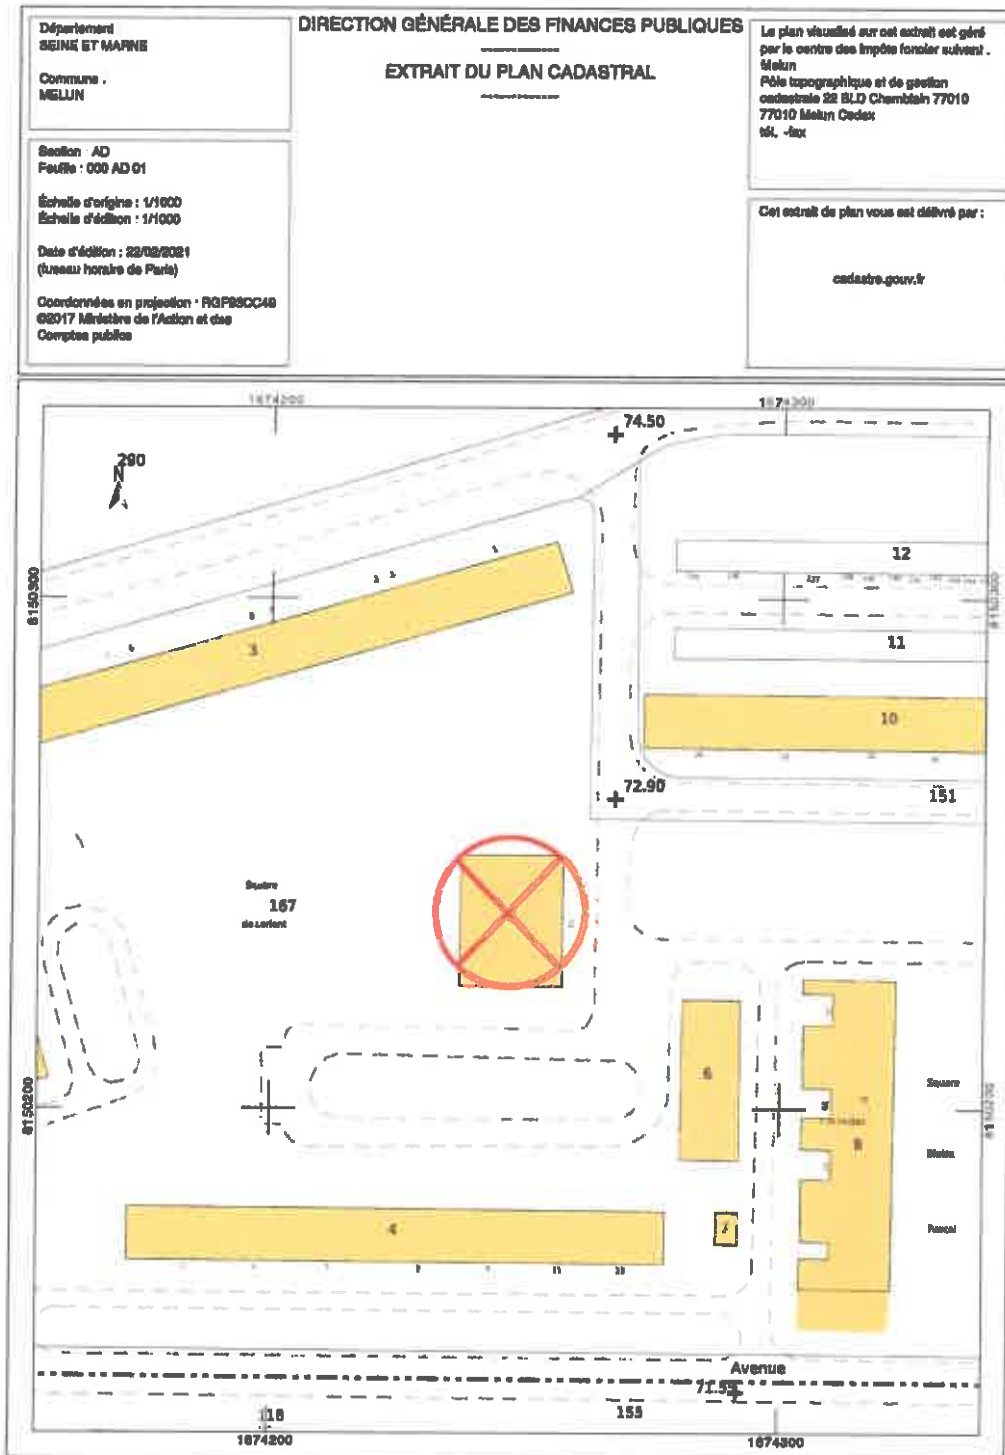 Département
SEINE ET MARNE
Commune :
MELUN
Section : AD
Feuille : 000 AD 01
Échelle d'origine : 1/1000
Échelle d'édition : 1/1000
Date d'édition : 22/02/2021
(fuseau horaire de Paris)
Coordonnées en projection : RGF93CC49
©2017 Ministère de l'Action et des
Comptes publics
DIRECTION GÉNÉRALE DES FINANCES PUBLIQUES
EXTRAIT DU PLAN CADASTRAL
Le plan visualisé sur cet extrait est géré
par le centre des impôts foncier suivant :
Melun
Pôle topographique et de gestion
cadastrale 22 BLD Chamblain 77010
77010 Melun Cedex
tél. -fax
Cet extrait de plan vous est délivré par :
cadastre.gouv.fr
1674200
1674300
74.50
290
N
12
137
8150300
8150300
11
3
10
72.90
151
Square
167
de Lorient
6
8150200
8150200
Square
8
Blaise
Pascal
4
Avenue
71.55
118
155
1674200
1674300